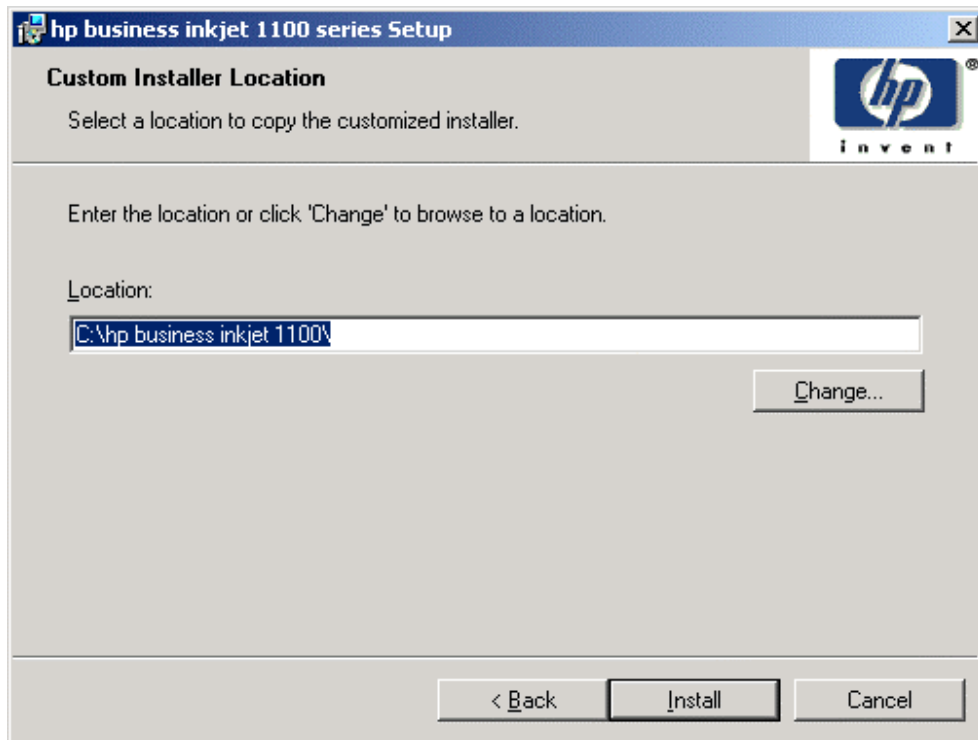 hp business inkjet 1100 series Setup
Custom Installer Location
Select a location to copy the customized installer.
hp
®
invent
Enter the location or click 'Change' to browse to a location.
Location:
C:\hp business inkjet 1100\
Change...
< Back
Install
Cancel